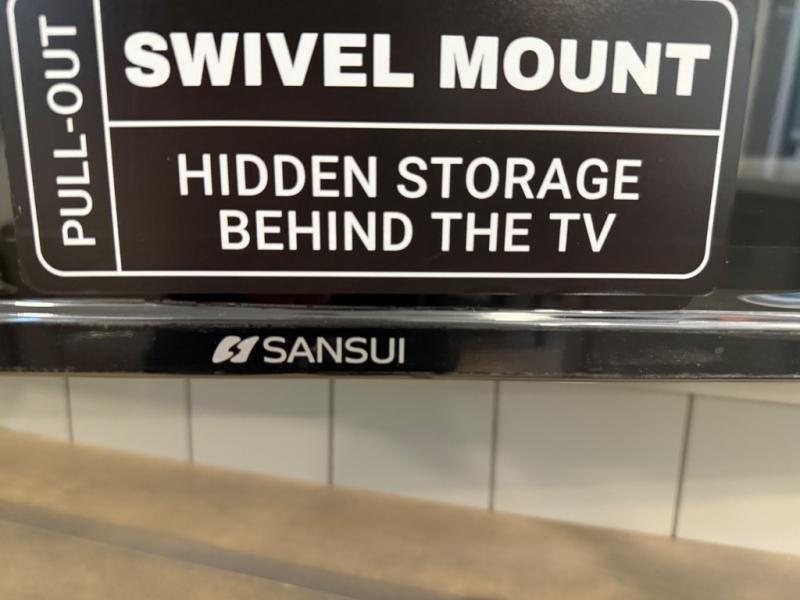 PULL-OUT
SWIVEL MOUNT
HIDDEN STORAGE
BEHIND THE TV
SANSUI